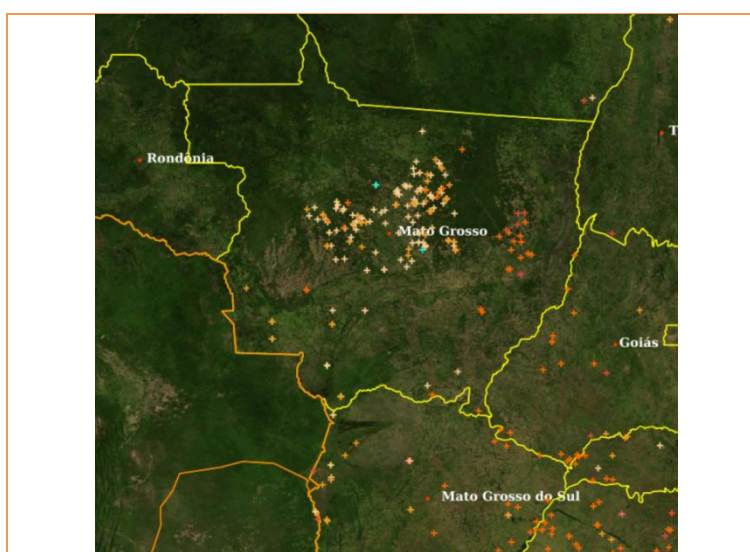 Rondônia
T
Mato Grosso
Goiás
Mato Grosso do Sul